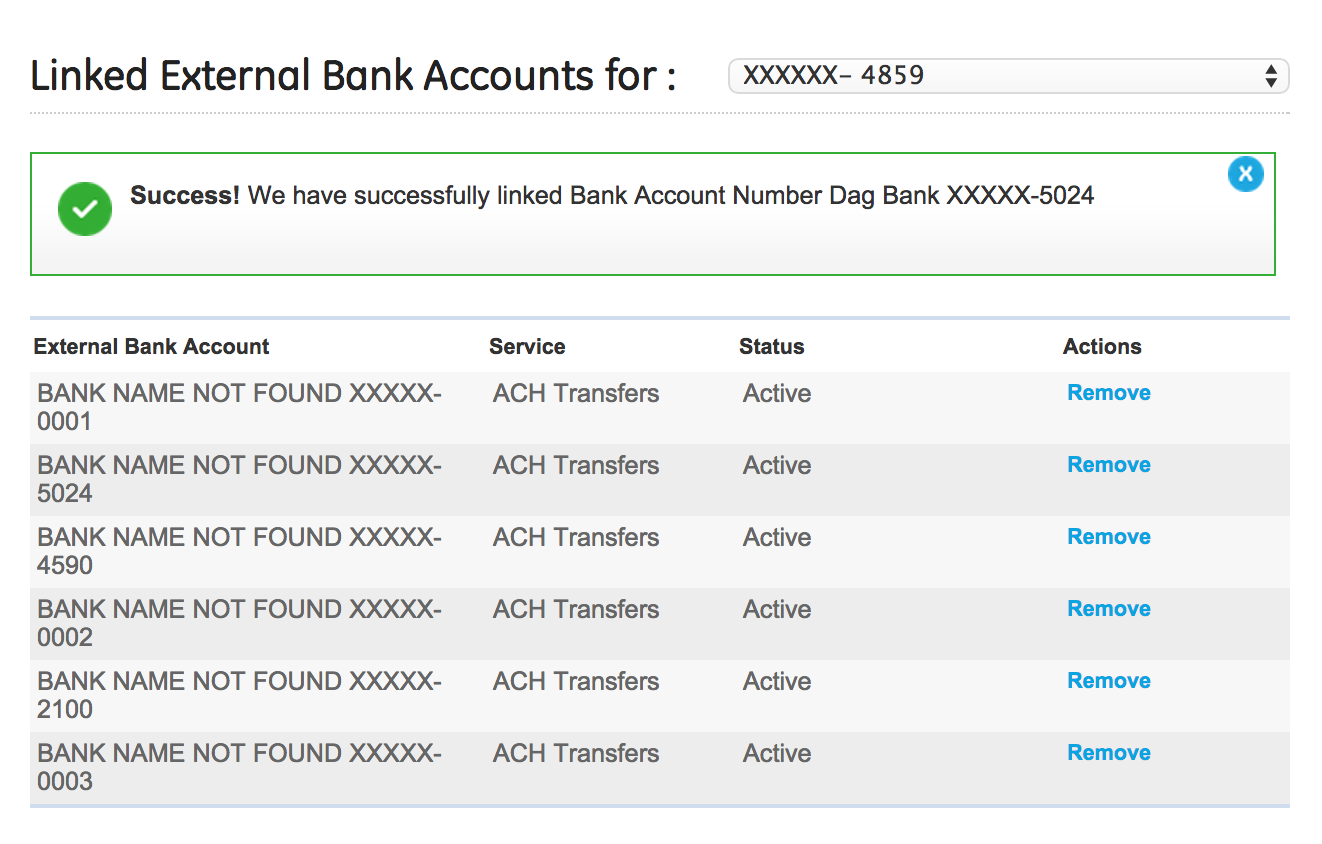 Linked External Bank Accounts for :
XXXXXX– 4859
Success! We have successfully linked Bank Account Number Dag Bank XXXXX-5024
X
External Bank Account Service Status Actions
BANK NAME NOT FOUND XXXXX- ACH Transfers Active Remove
0001
BANK NAME NOT FOUND XXXXX- ACH Transfers Active Remove
5024
BANK NAME NOT FOUND XXXXX- ACH Transfers Active Remove
4590
BANK NAME NOT FOUND XXXXX- ACH Transfers Active Remove
0002
BANK NAME NOT FOUND XXXXX- ACH Transfers Active Remove
2100
BANK NAME NOT FOUND XXXXX- ACH Transfers Active Remove
0003